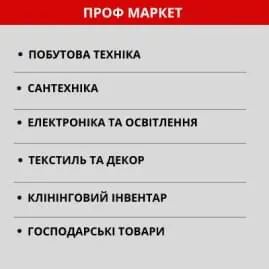 ПРОФ МАРКЕТ
• ПОБУТОВА ТЕХНІКА
• САНТЕХНІКА
• ЕЛЕКТРОНІКА ТА ОСВІТЛЕННЯ
• ТЕКСТИЛЬ ТА ДЕКОР
• КЛІНІНГОВИЙ ІНВЕНТАР
• ГОСПОДАРСЬКІ ТОВАРИ